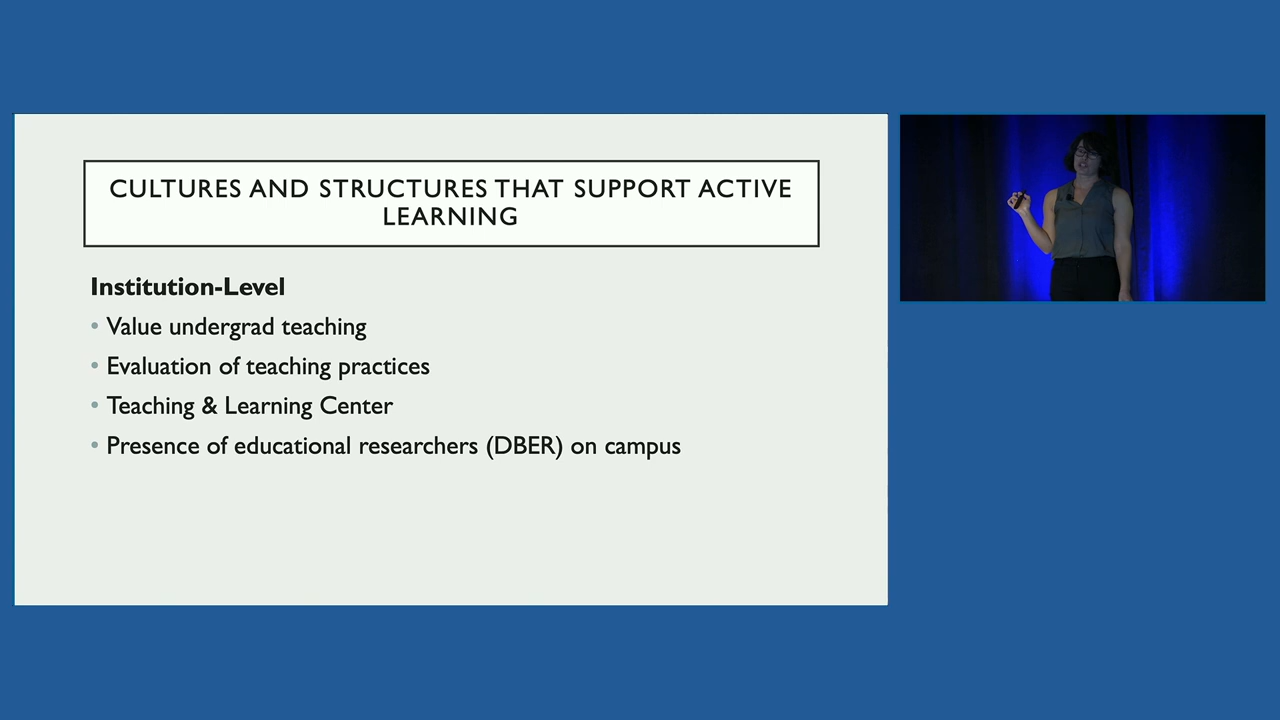 CULTURES AND STRUCTURES THAT SUPPORT ACTIVE
LEARNING
Institution-Level
• Value undergrad teaching
• Evaluation of teaching practices
• Teaching & Learning Center
• Presence of educational researchers (DBER) on campus